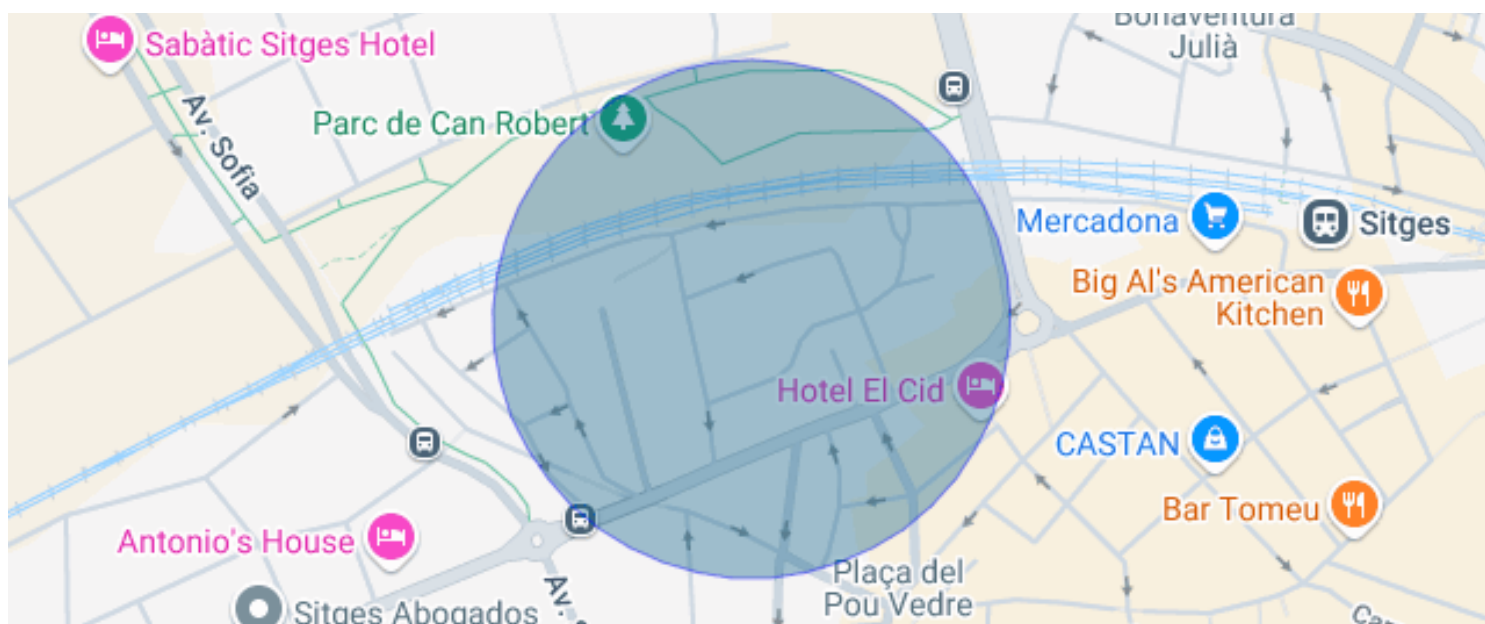 Bonaventura
Julià
Sabàtic Sitges Hotel
Parc de Can Robert
Av. Sofia
Mercadona
Sitges
Big Al's American
Kitchen
Hotel El Cid
CASTAN
Bar Tomeu
Antonio's House
Plaça del
Pou Vedre
Sitges Abogados
Av.